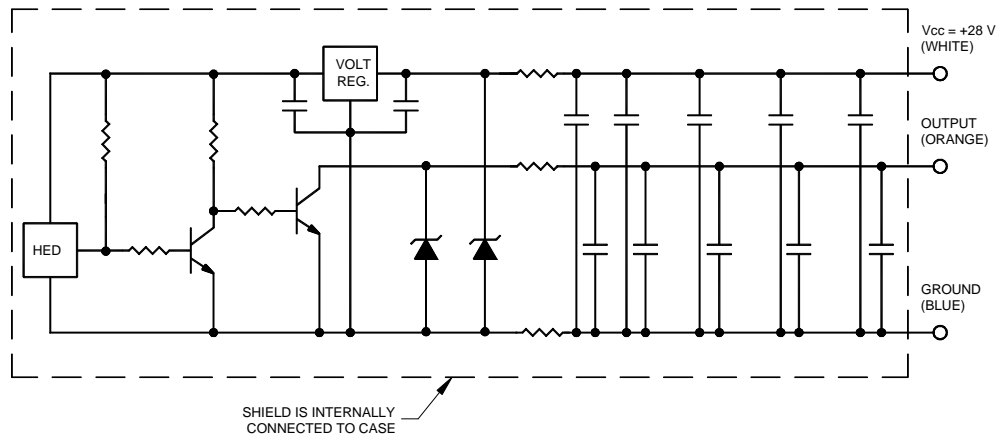 Vcc = +28 V
(WHITE)
VOLT
REG.
OUTPUT
(ORANGE)
HED
GROUND
(BLUE)
SHIELD IS INTERNALLY
CONNECTED TO CASE